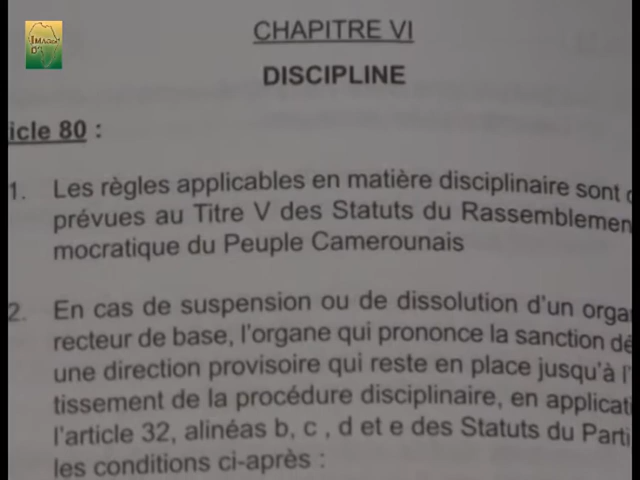 CHAPITRE VI
DISCIPLINE
icle 80 :
1. Les règles applicables en matière disciplinaire sont
prévues au Titre V des Statuts du Rassemblemen
mocratique du Peuple Camerounais
2. En cas de suspension ou de dissolution d'un orga
recteur de base, l'organe qui prononce la sanction dé
une direction provisoire qui reste en place jusqu'à l'
tissement de la procédure disciplinaire, en applicat
l'article 32, alinéas b, c , d et e des Statuts du Parti
les conditions ci-après :